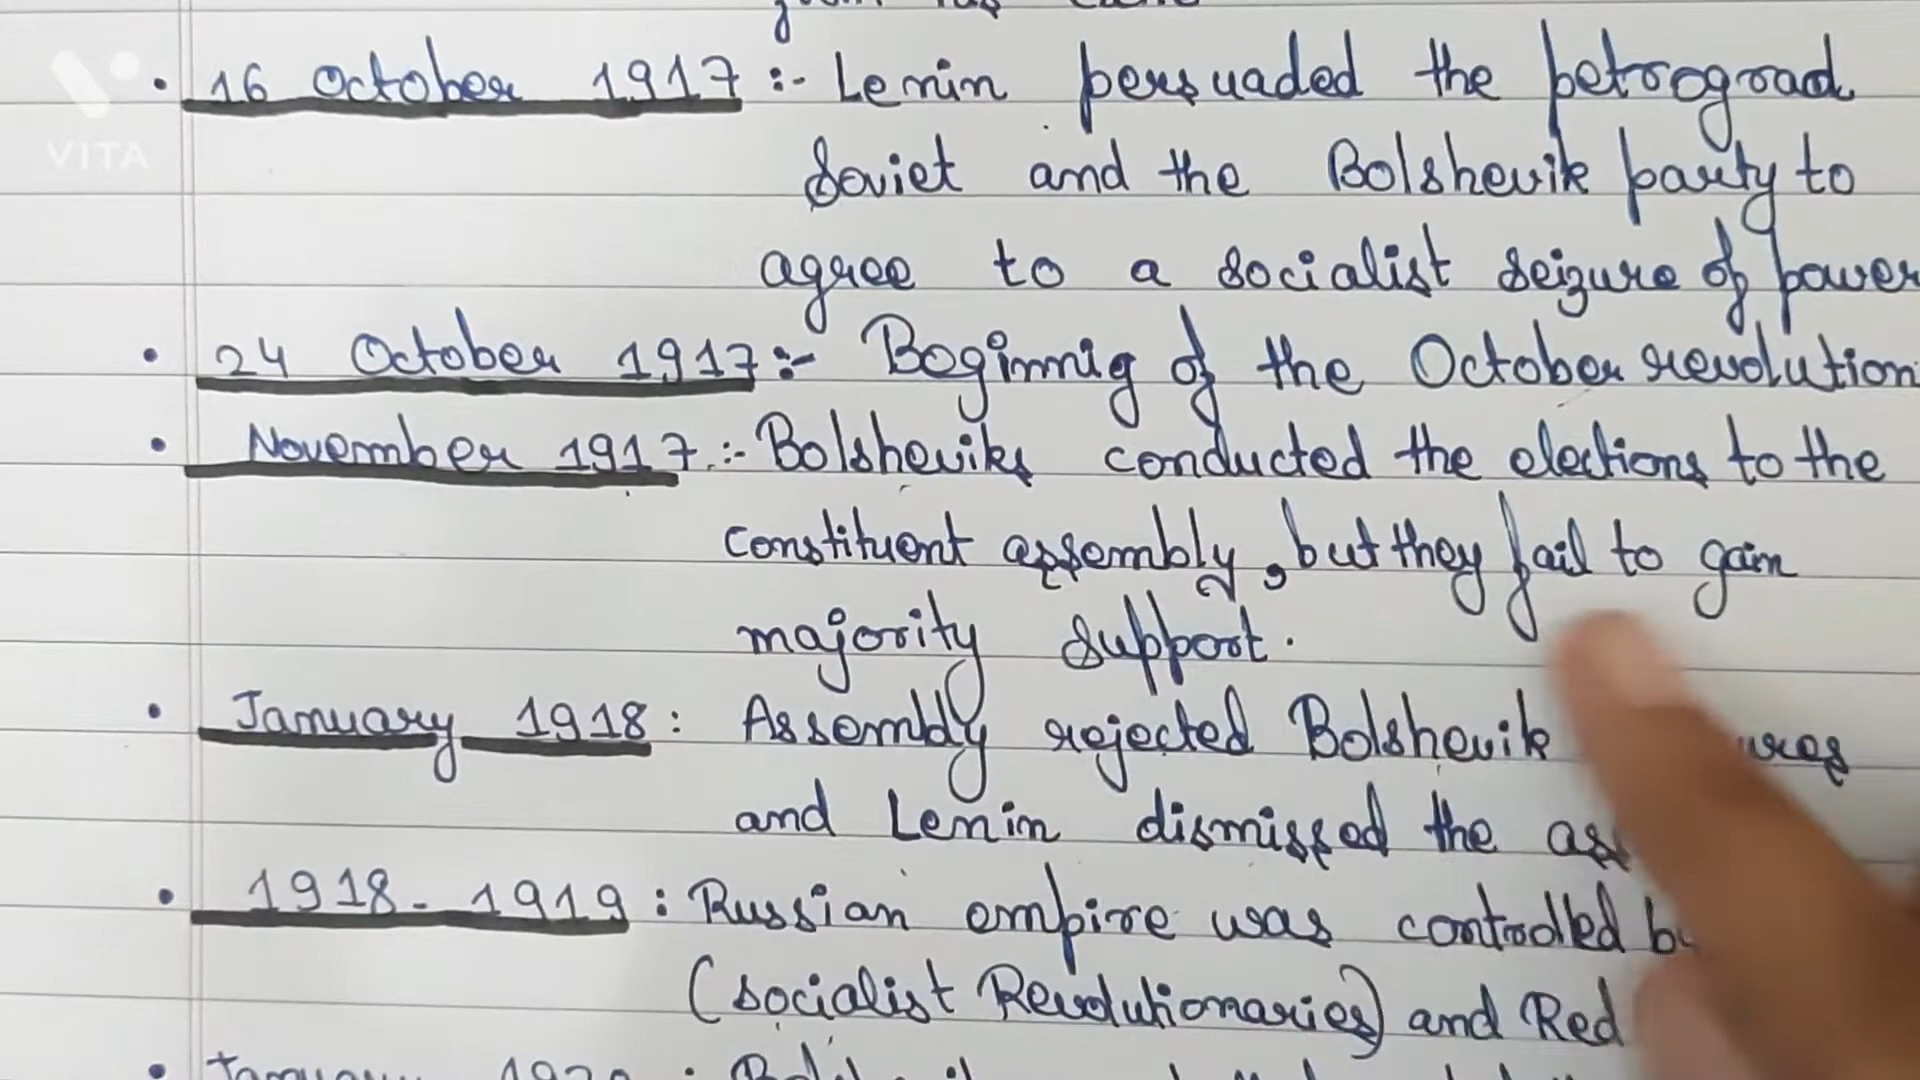 • 16 October 1917 :- Lenin persuaded the petrograd
VITA
Soviet and the Bolshevik party to
agree to a socialist seizure of power
• 24 October 1917 :- Beginnig of the October revolution
• November 1917 :- Bolsheviks conducted the elections to the
constituent assembly, but they fail to gain
majority support.
• January 1918 : Assembly rejected Bolshevik
and Lenin dismissed the
• 1918 - 1919 : Russian empire was controlled
(socialist Revolutionaries) and Red